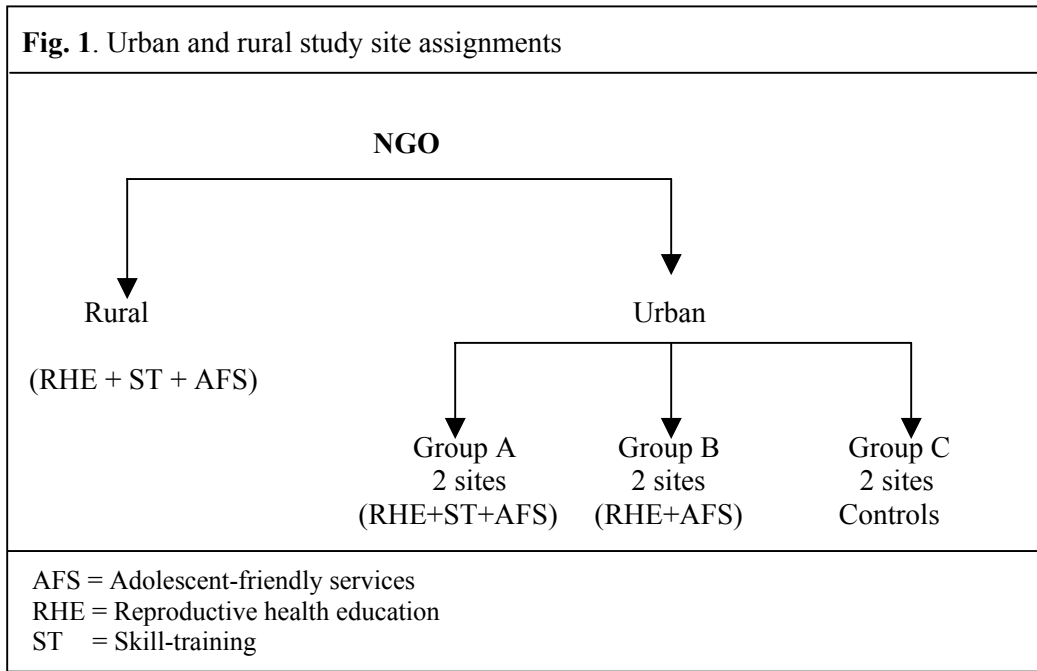 Fig. 1. Urban and rural study site assignments
NGO
Rural
(RHE + ST + AFS)
Urban
Group A
2 sites
(RHE+ST+AFS)
Group B
2 sites
(RHE+AFS)
Group C
2 sites
Controls
AFS = Adolescent-friendly services
RHE = Reproductive health education
ST = Skill-training